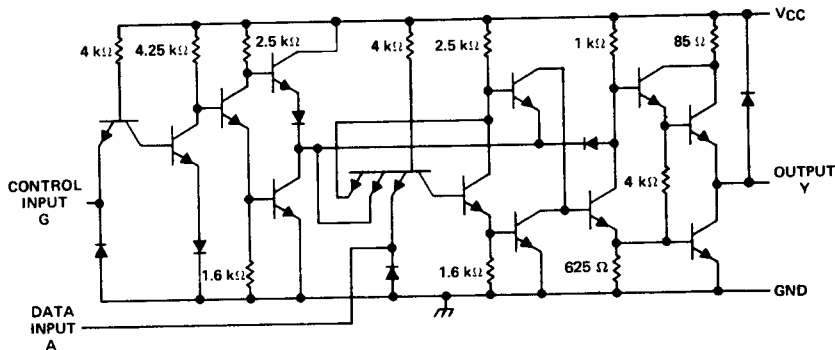 VCC
4 kΩ
4.25 kΩ
2.5 kΩ
4 kΩ
2.5 kΩ
1 kΩ
85 Ω
CONTROL
INPUT
G
4 kΩ
OUTPUT
Y
1.6 kΩ
1.6 kΩ
625 Ω
GND
DATA
INPUT
A